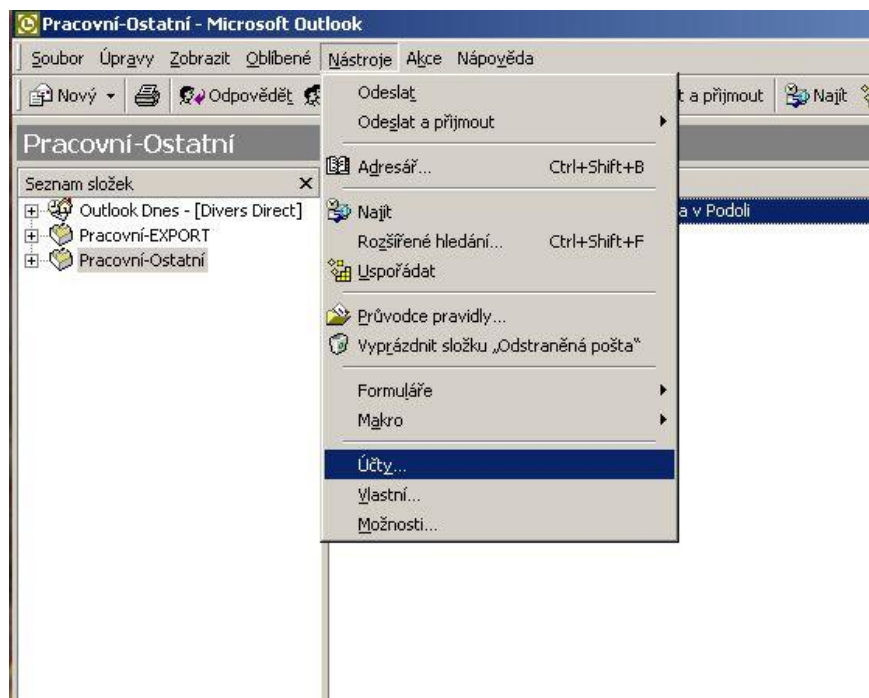 Pracovní-Ostatní - Microsoft Outlook
Soubor Úpravy Zobrazit Oblíbené Nástroje Akce Nápověda
Nový Odpovědět t a přijmout Najít
Pracovní-Ostatní
Seznam složek
Outlook Dnes - [Divers Direct]
Pracovní-EXPORT
Pracovní-Ostatní
Odeslat
Odeslat a přijmout
Adresář... Ctrl+Shift+B
Najít
Rozšířené hledání... Ctrl+Shift+F
Uspořádat
Průvodce pravidly...
Vyprázdnit složku „Odstraněná pošta“
Formuláře
Makro
Účty...
Vlastní...
Možnosti...
a v Podoli